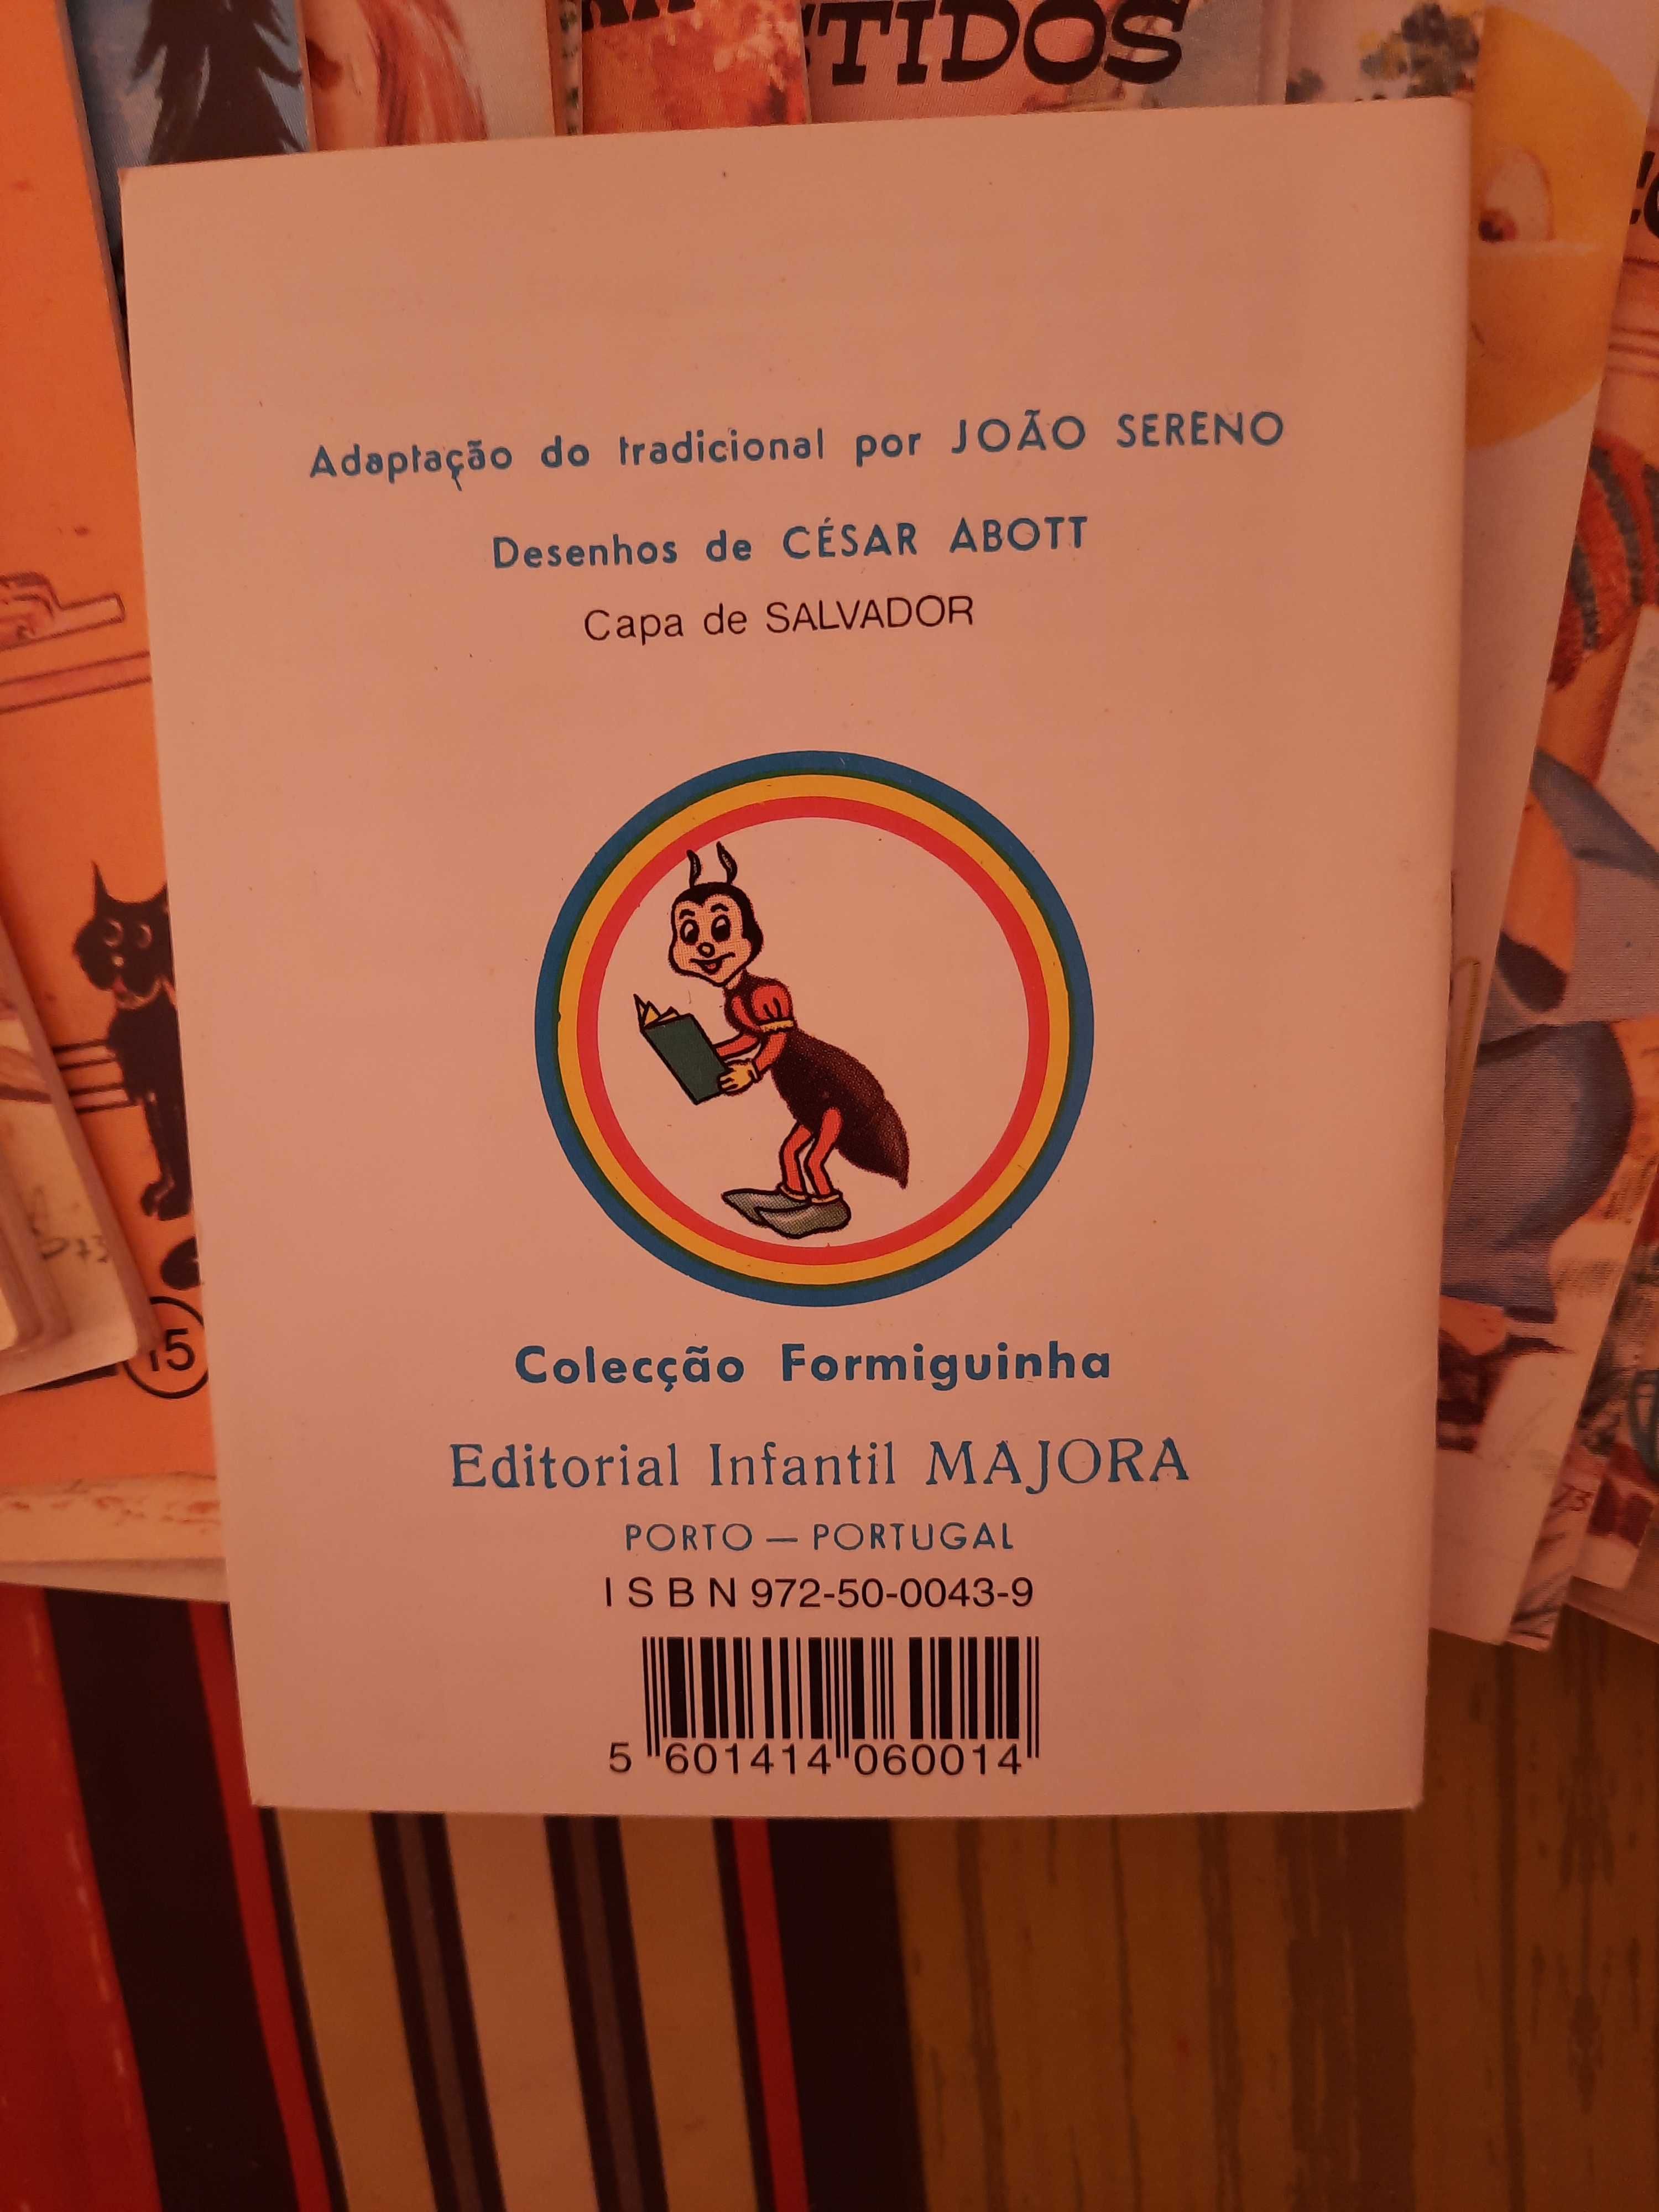 TIDOS
Adaptação do tradicional por JOÃO SERENO
Desenhos de CÉSAR ABOTT
Capa de SALVADOR
15
Colecção Formiguinha
Editorial Infantil MAJORA
PORTO — PORTUGAL
I S B N 972-50-0043-9
5 601414 060014